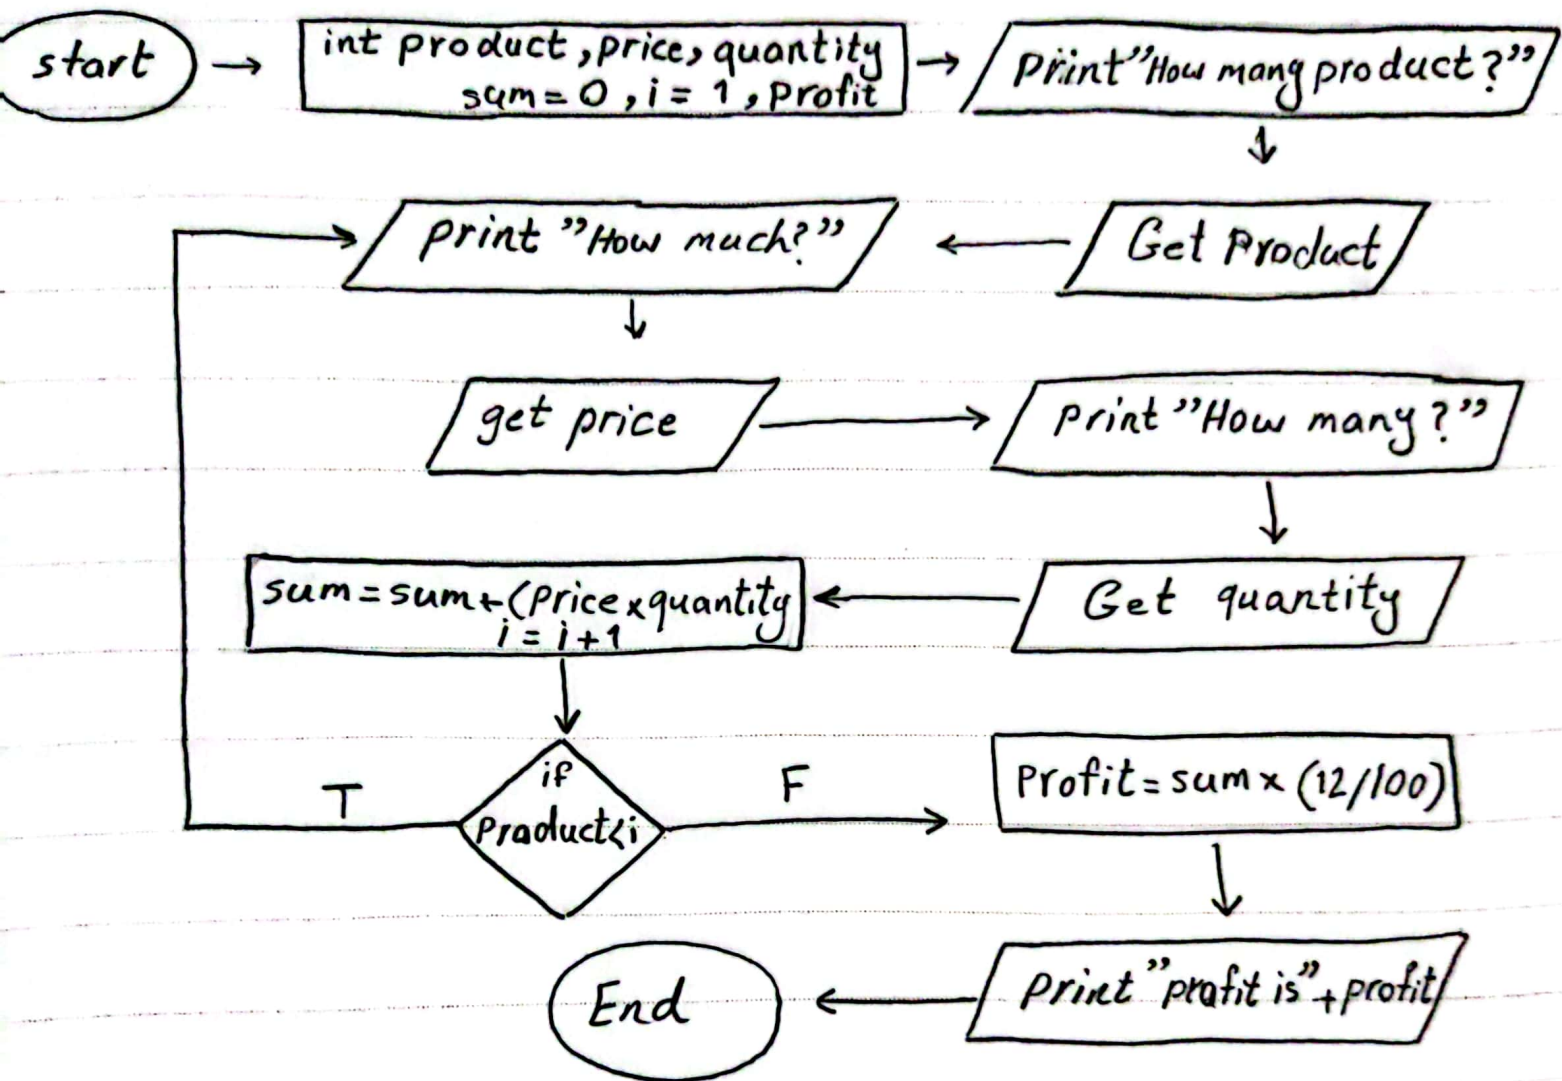 start
int product, price, quantity
sum = 0, i = 1, Profit
Print "How mang product?"
Get Product
print "How much?"
get price
print "How many?"
Get quantity
sum = sum + (Price × quantity
i = i + 1
if
Product < i
T
F
Profit = sum × (12/100)
print "profit is" + profit
End